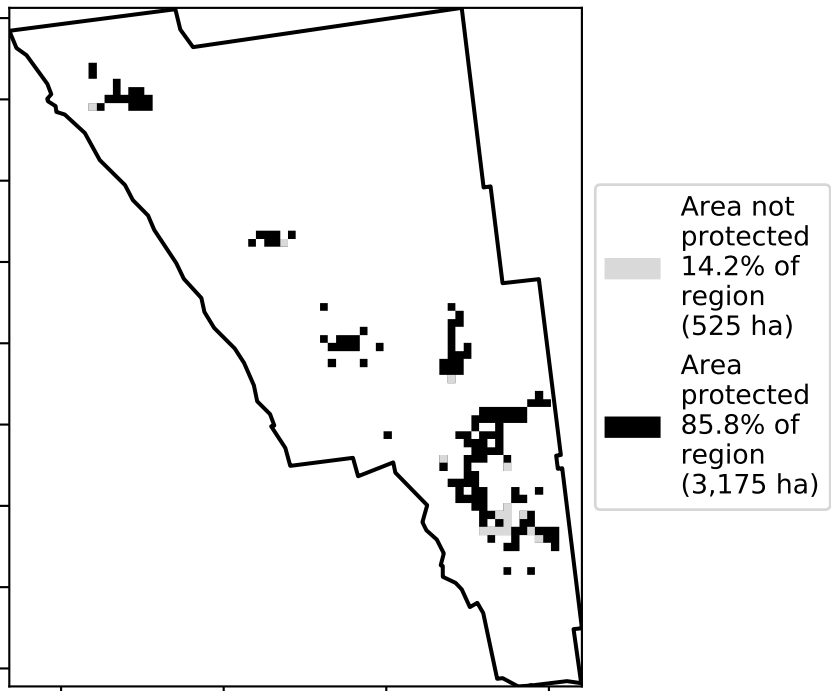 Area not
protected
14.2% of
region
(525 ha)
Area
protected
85.8% of
region
(3,175 ha)